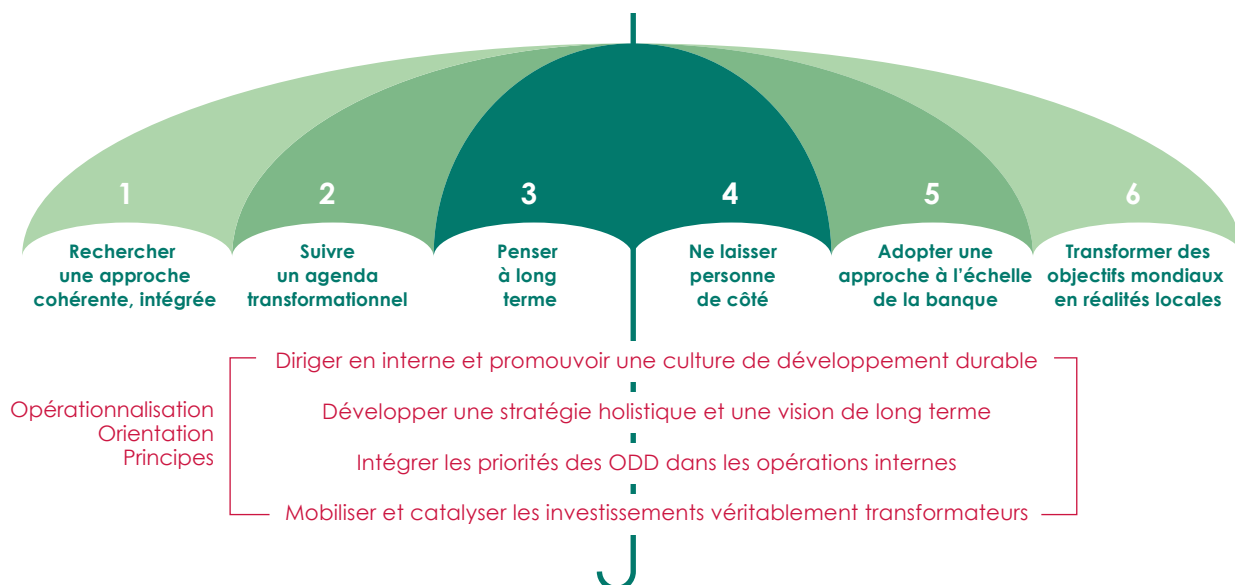 1
Rechercher
une approche
cohérente, intégrée
2
Suivre
un agenda
transformationnel
3
Penser
à long
terme
4
Ne laisser
personne
de côté
5
Adopter une
approche à l’échelle
de la banque
6
Transformer des
objectifs mondiaux
en réalités locales
Opérationnalisation
Orientation
Principes
Diriger en interne et promouvoir une culture de développement durable
Développer une stratégie holistique et une vision de long terme
Intégrer les priorités des ODD dans les opérations internes
Mobiliser et catalyser les investissements véritablement transformateurs